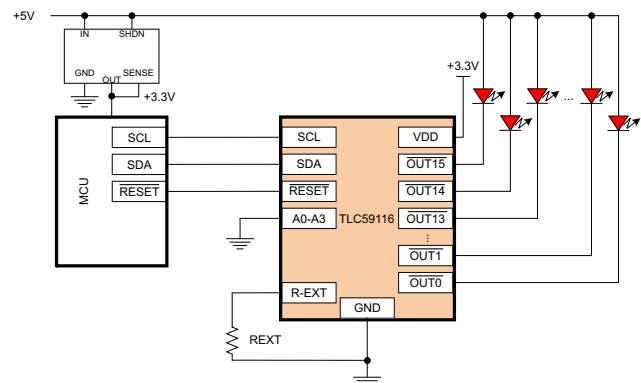 +5V
IN SHDN
GND OUT SENSE
+3.3V
+3.3V
MCU
SCL
SDA
RESET
SCL
SDA
RESET
A0-A3
R-EXT
TLC59116
VDD
OUT15
OUT14
OUT13
...
OUT1
OUT0
GND
...
REXT